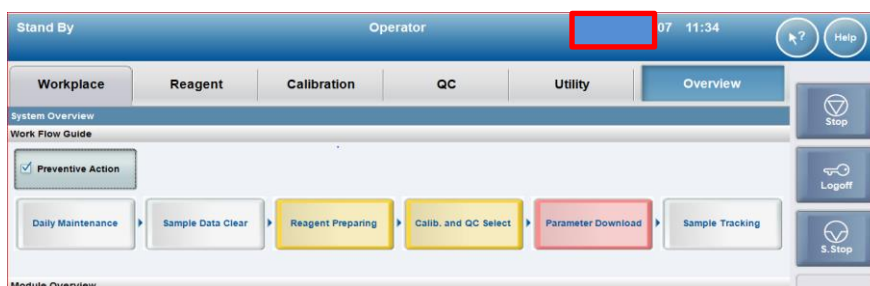 Stand By Operator 07 11:34
? Help
Workplace Reagent Calibration QC Utility Overview
System Overview
Stop
Work Flow Guide
Preventive Action
Logoff
Daily Maintenance Sample Data Clear Reagent Preparing Calib. and QC Select Parameter Download Sample Tracking
S.Stop
Module Overview